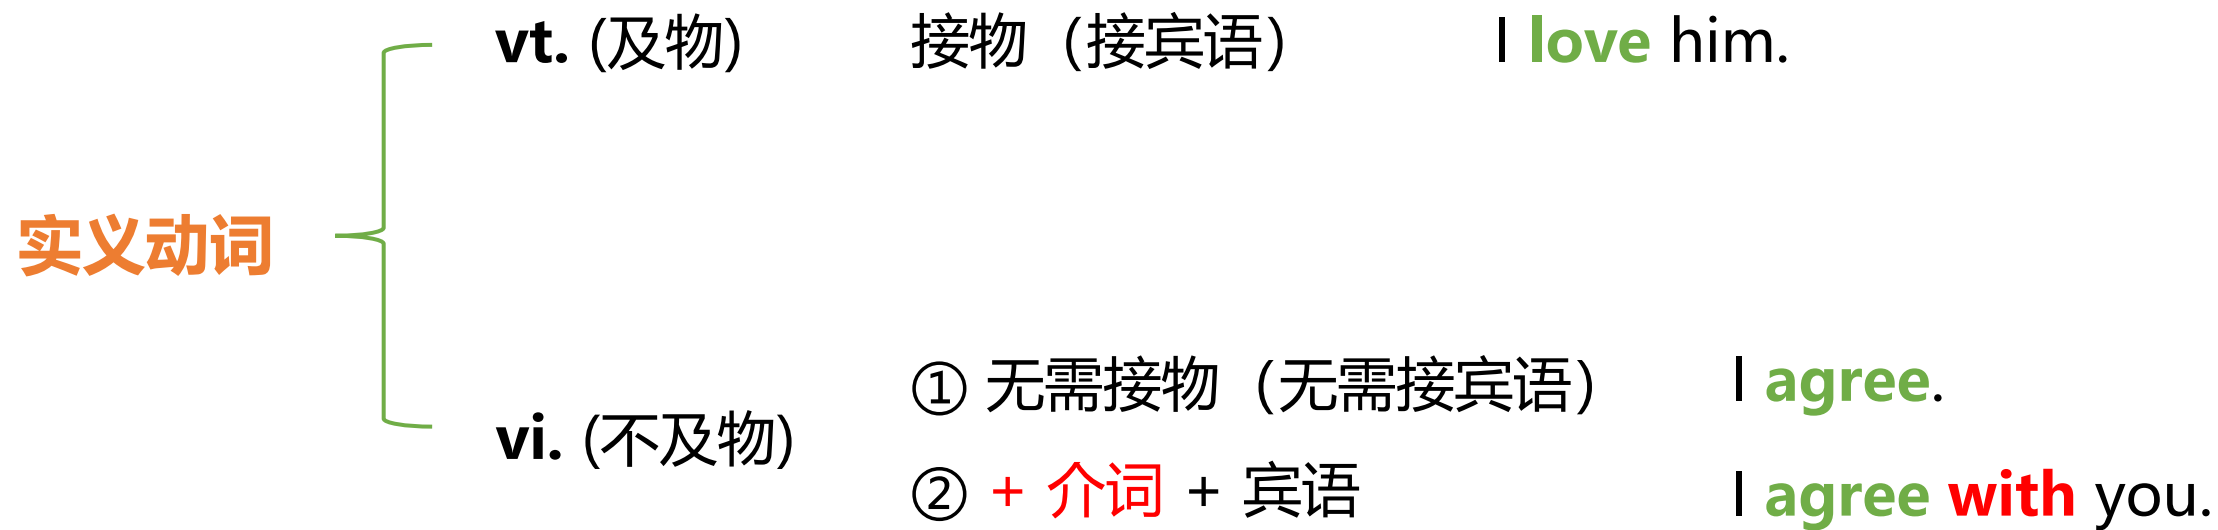 vt. (及物) 接物（接宾语） I love him.
实义动词
① 无需接物（无需接宾语） I agree.
vi. (不及物)
② + 介词 + 宾语 I agree with you.